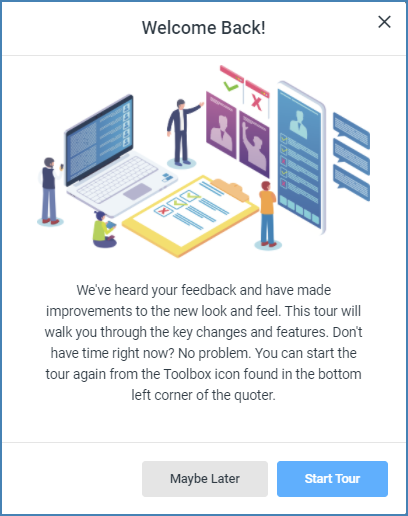 Welcome Back!
We've heard your feedback and have made
improvements to the new look and feel. This tour will
walk you through the key changes and features. Don't
have time right now? No problem. You can start the
tour again from the Toolbox icon found in the bottom
left corner of the quoter.
Maybe Later
Start Tour